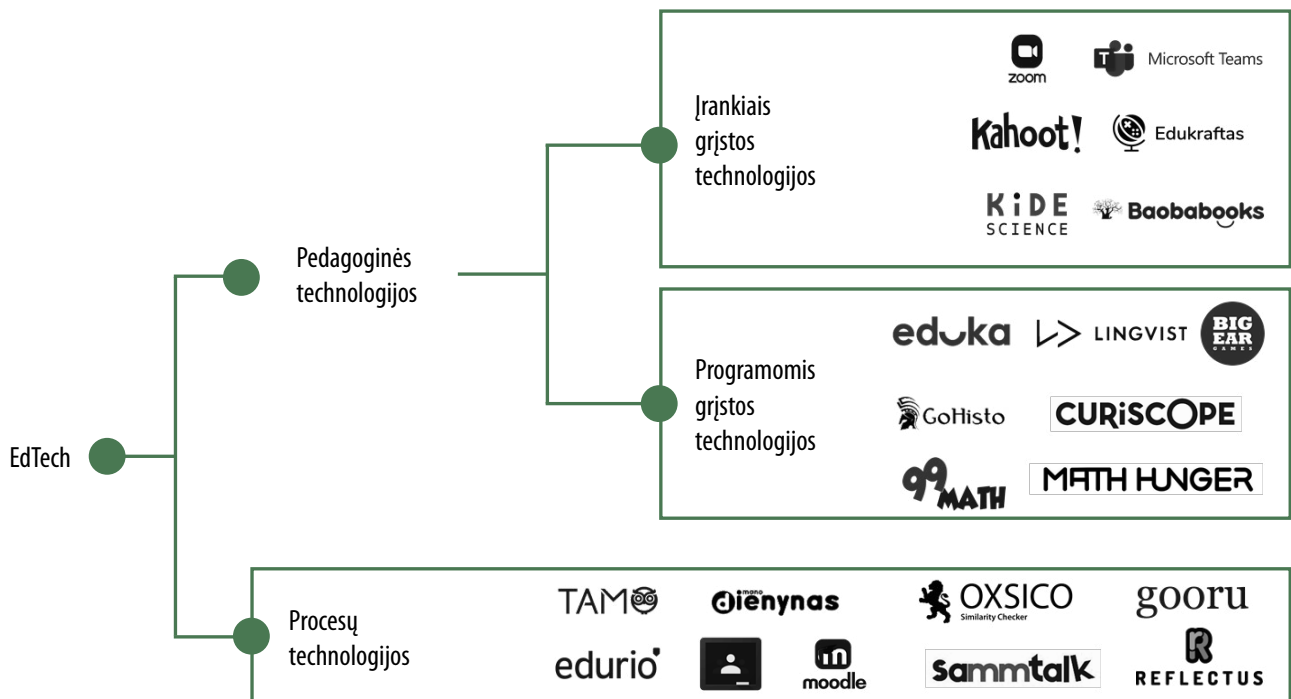 EdTech
Pedagoginės
technologijos
Įrankiais
grįstos
technologijos
zoom
Microsoft Teams
Kahoot!
Edukraftas
KiDE
SCIENCE
Baobabooks
Programomis
grįstos
technologijos
eduka
LINGVIST
BIG
EAR
GAMES
GoHisto
CURiSCOPE
99
MATH
MATH HUNGER
Procesų
technologijos
TAMO
mano
dienynas
OXSICO
Similarity Checker
gooru
edurio
moodle
sammtalk
REFLECTUS